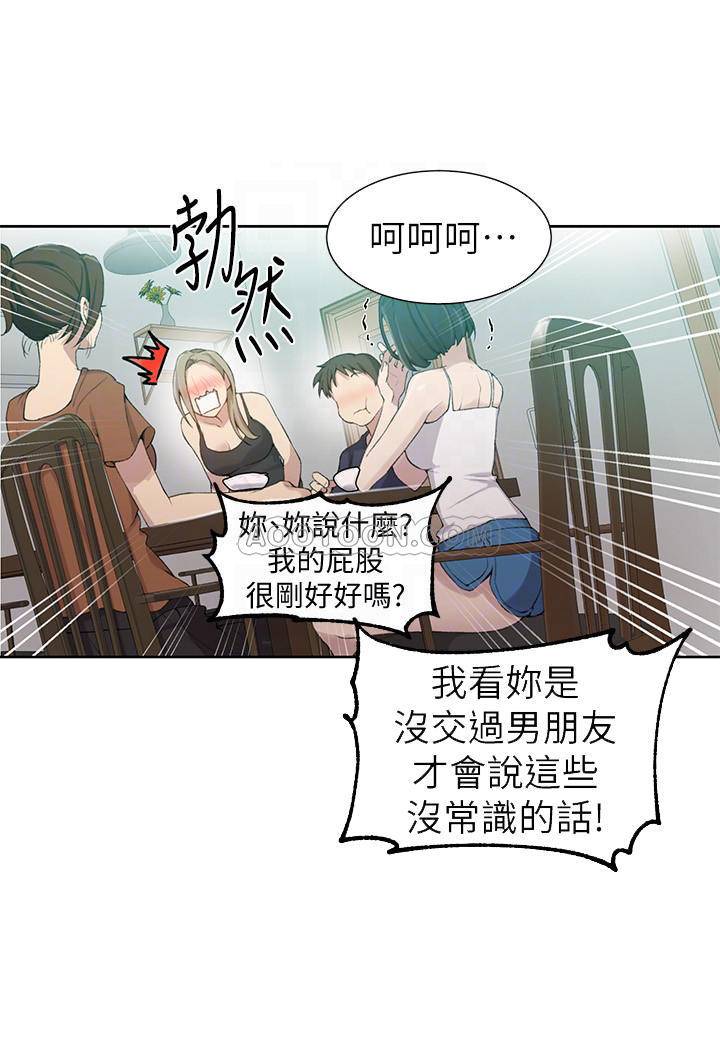 勃然
呵呵呵…
妳、妳說什麼?
我的屁股
很剛好好嗎?
我看妳是
沒交過男朋友
才會說這些
沒常識的話!